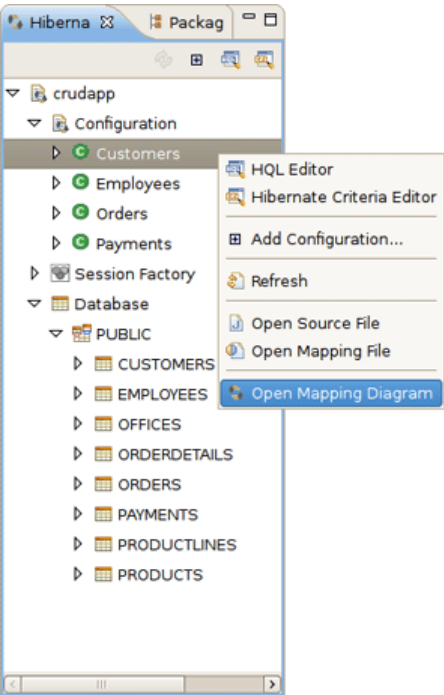 Hiberna
Packag
crudapp
Configuration
Customers
Employees
Orders
Payments
Session Factory
Database
PUBLIC
CUSTOMERS
EMPLOYEES
OFFICES
ORDERDETAILS
ORDERS
PAYMENTS
PRODUCTLINES
PRODUCTS
HQL Editor
Hibernate Criteria Editor
Add Configuration...
Refresh
Open Source File
Open Mapping File
Open Mapping Diagram